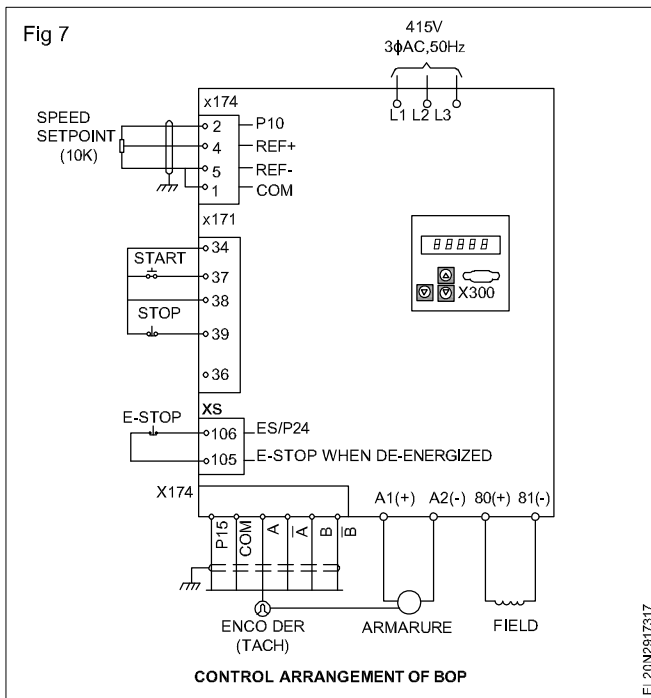 Fig 7
415V
3ϕAC,50Hz
L1 L2 L3
x174
SPEED
SETPOINT
(10K)
2 P10
4 REF+
5 REF-
1 COM
x171
34
START
37
38
STOP
39
36
88888
X300
XS
E-STOP
106 ES/P24
105 E-STOP WHEN DE-ENERGIZED
X174
A1(+) A2(-) 80(+) 81(-)
P15 COM A A̅ B B̅
ENCO DER
(TACH)
ARMARURE
FIELD
CONTROL ARRANGEMENT OF BOP
EL20N2917317